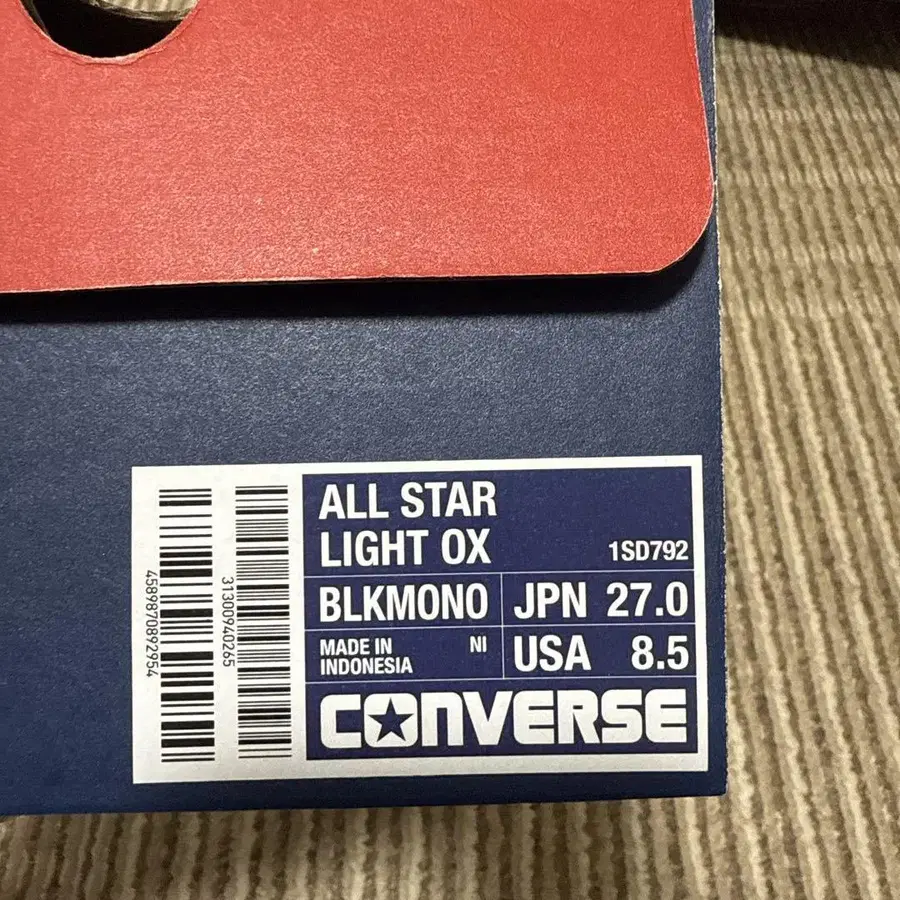 ALL STAR
LIGHT OX
1SD792
BLKMONO
JPN 27.0
MADE IN
INDONESIA
NI
USA 8.5
CONVERSE
4589870892954
31300940265